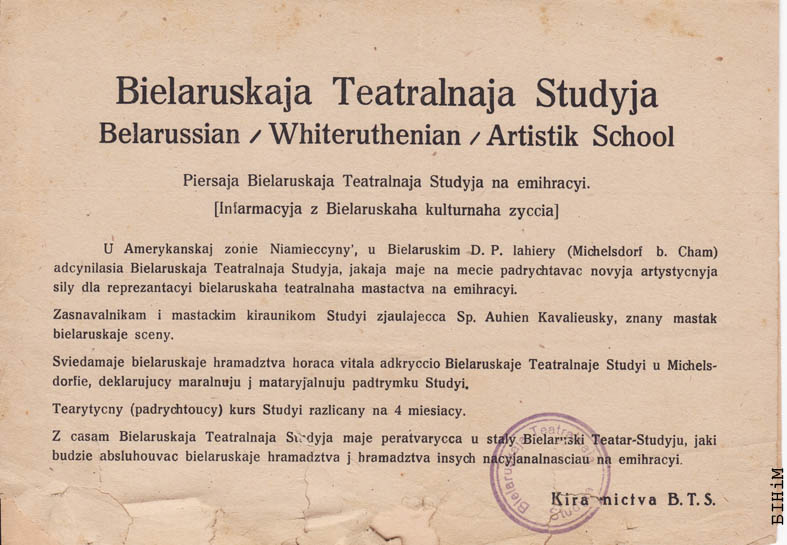 Bielaruskaja Teatralnaja Studyja
Belarussian / Whiteruthenian / Artistik School
Piersaja Bielaruskaja Teatralnaja Studyja na emihracyi.
[Infarmacyja z Bielaruskaha kulturnaha zyccia]
U Amerykanskaj zonie Niamieccyny', u Bielaruskim D. P. lahiery (Michelsdorf b. Cham)
adcynilasia Bielaruskaja Teatralnaja Studyja, jakaja maje na mecie padrychtavac novyja artystycnyja
sily dla reprezantacyi bielaruskaha teatralnaha mastactva na emihracyi.
Zasnavalnikam i mastackim kiraunikom Studyi zjaulajecca Sp. Auhien Kavalieusky, znany mastak
bielaruskaje sceny.
Sviedamaje bielaruskaje hramadztva horaca vitala adkryccio Bielaruskaje Teatralnaje Studyi u Michels-
dorfie, deklarujucy maralnuju j mataryjalnuju padtrymku Studyi.
Tearytycny (padrychtoucy) kurs Studyi razlicany na 4 miesiacy.
Z casam Bielaruskaja Teatralnaja Studyja maje peratvarycca u staly Bielaruski Teatar-Studyju, jaki
budzie absluhouvac bielaruskaje hramadztva j hramadztva insych nacyjanalnasciau na emihracyi.
Kiraunictva B.T.S.
Bielaruskaja Teatralnaja
Studyja
БІНіМ